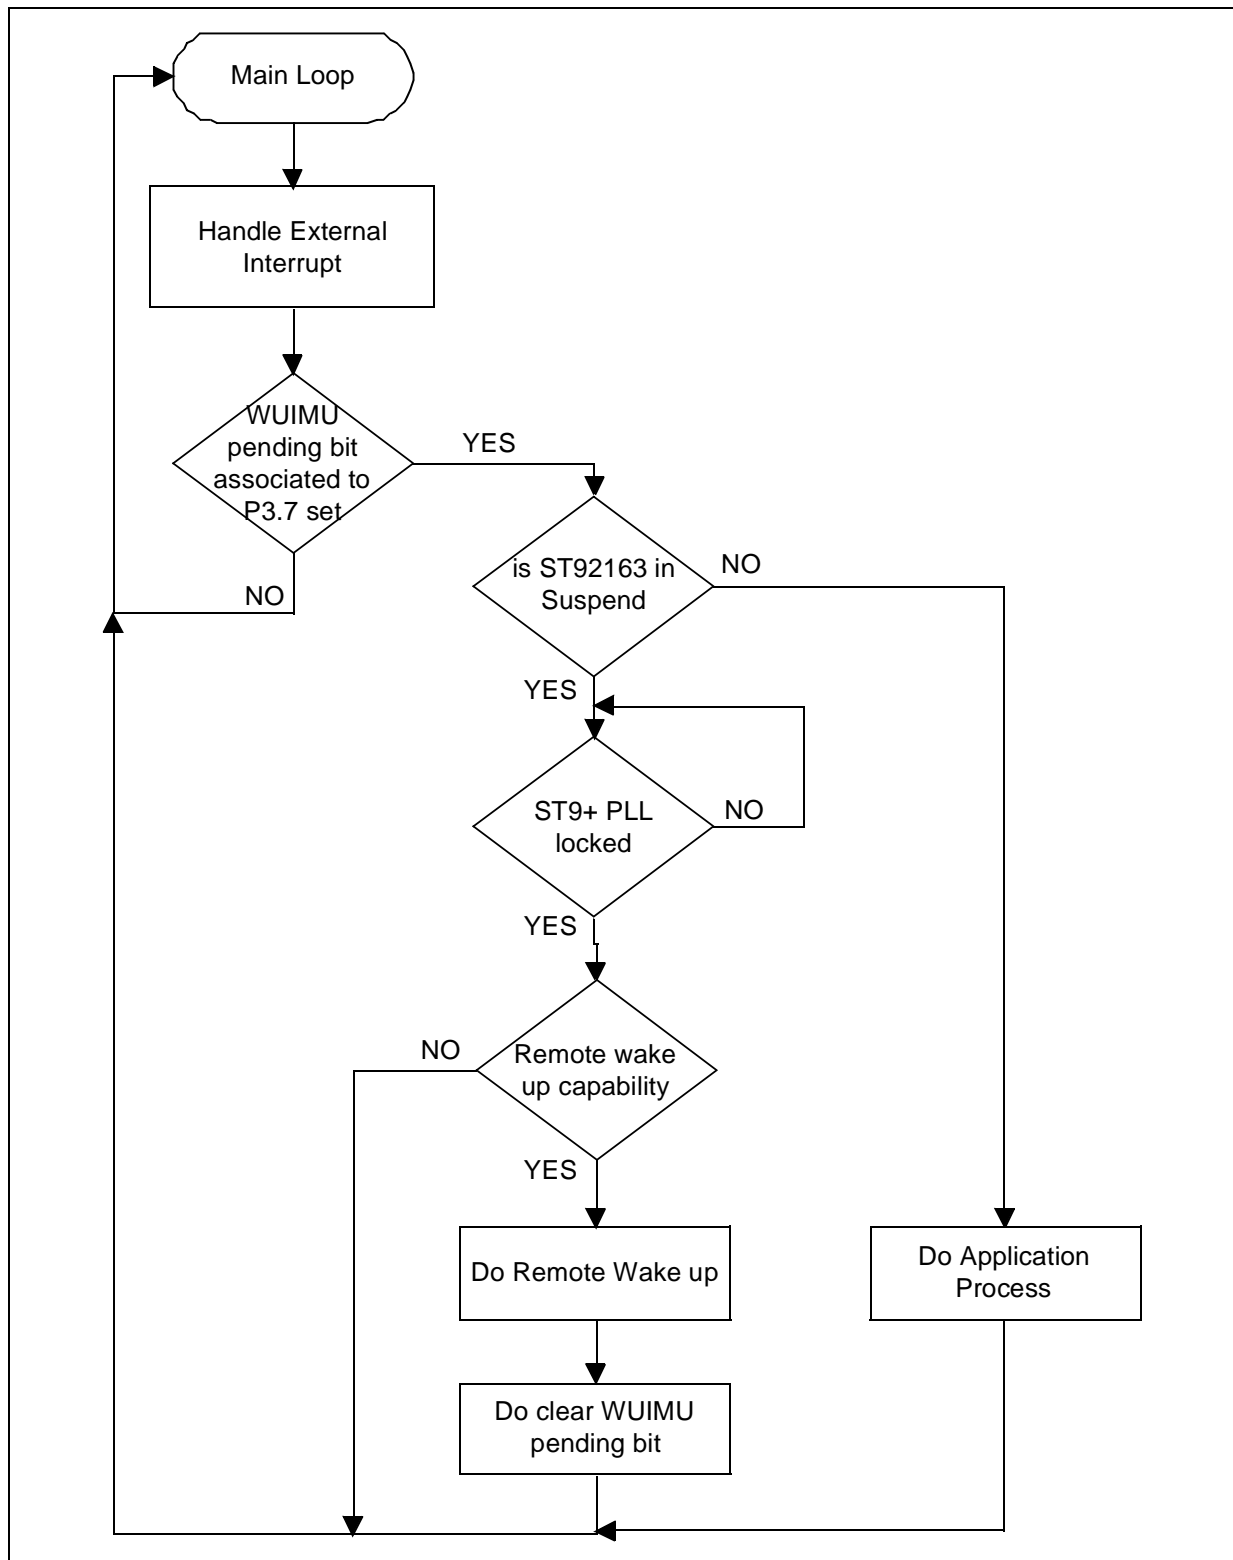 Main Loop
Handle External
Interrupt
WUIMU
pending bit
associated to
P3.7 set
YES
NO
is ST92163 in
Suspend
NO
YES
ST9+ PLL
locked
NO
YES
Remote wake
up capability
NO
YES
Do Remote Wake up
Do Application
Process
Do clear WUIMU
pending bit